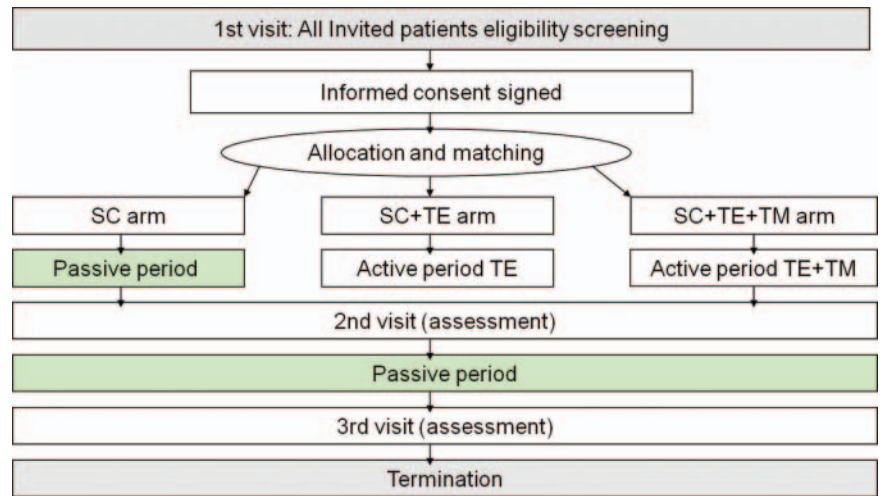 1st visit: All Invited patients eligibility screening
Informed consent signed
Allocation and matching
SC arm
SC+TE arm
SC+TE+TM arm
Passive period
Active period TE
Active period TE+TM
2nd visit (assessment)
Passive period
3rd visit (assessment)
Termination